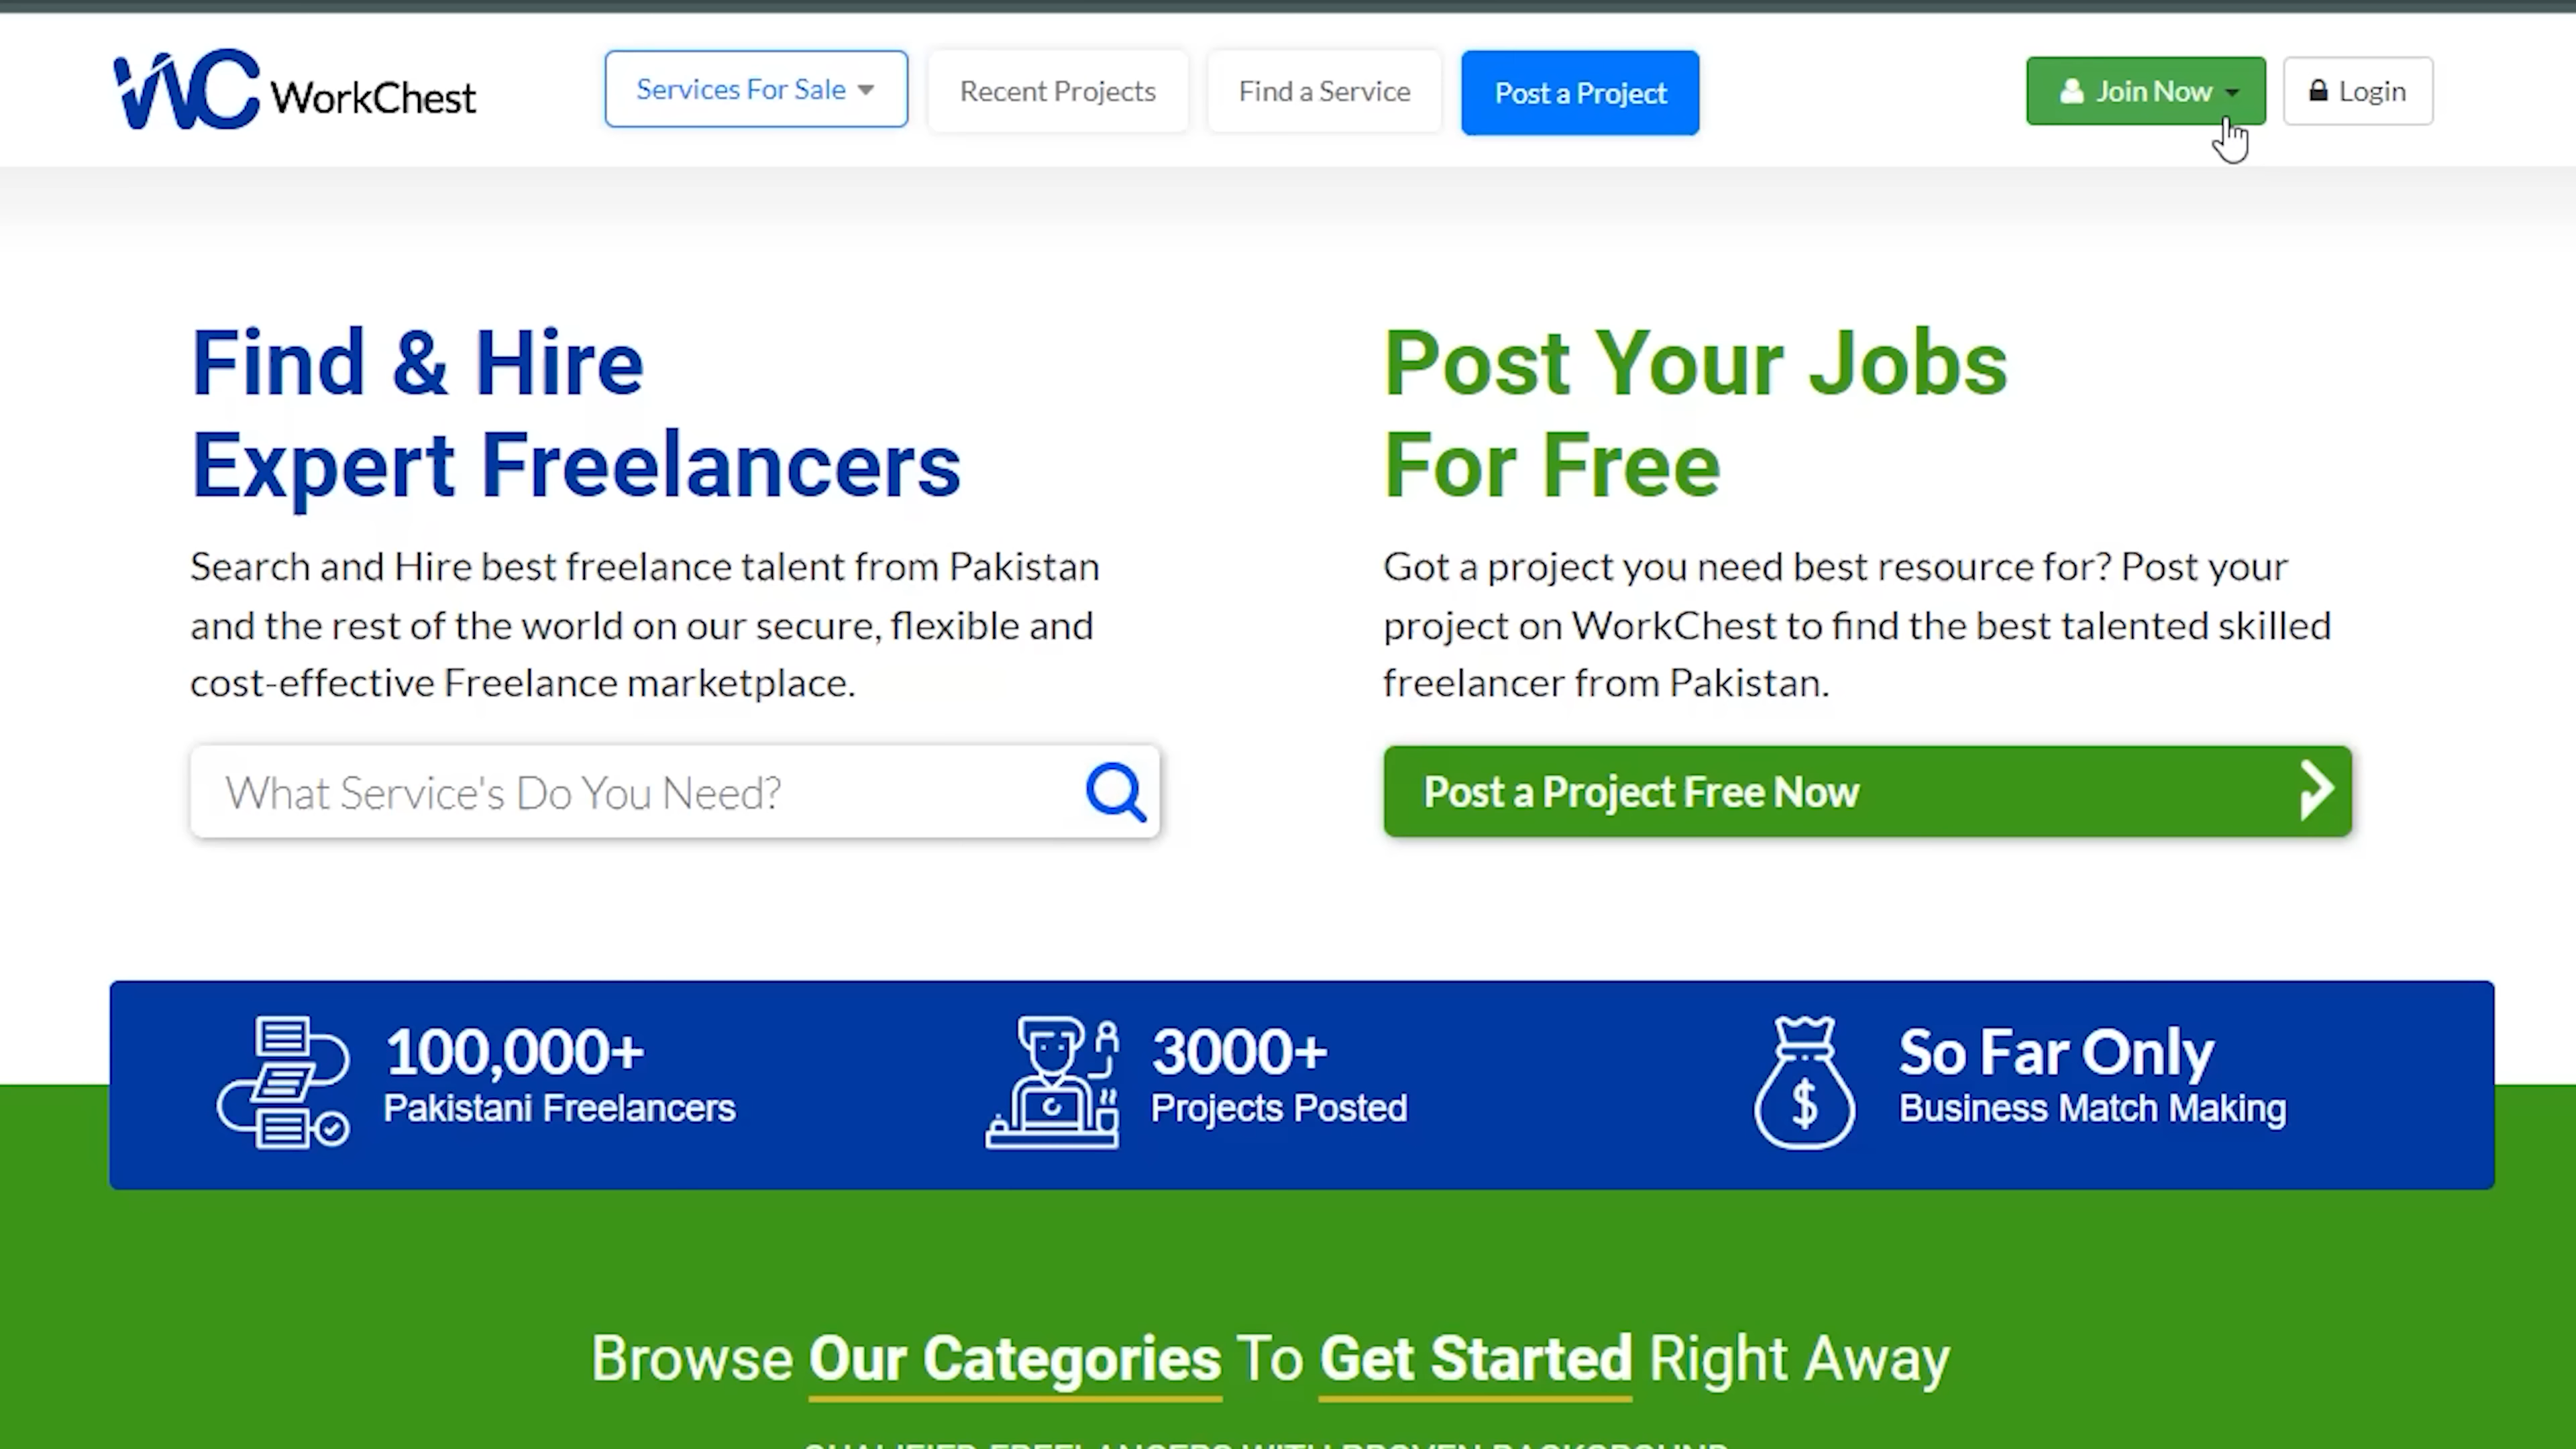 WC WorkChest
Services For Sale
Recent Projects
Find a Service
Post a Project
Join Now
Login
Find & Hire
Expert Freelancers
Search and Hire best freelance talent from Pakistan
and the rest of the world on our secure, flexible and
cost-effective Freelance marketplace.
What Service's Do You Need?
Post Your Jobs
For Free
Got a project you need best resource for? Post your
project on WorkChest to find the best talented skilled
freelancer from Pakistan.
Post a Project Free Now
100,000+
Pakistani Freelancers
3000+
Projects Posted
So Far Only
Business Match Making
Browse Our Categories To Get Started Right Away
QUALIFIED FREELANCERS WITH PROVEN BACKGROUND